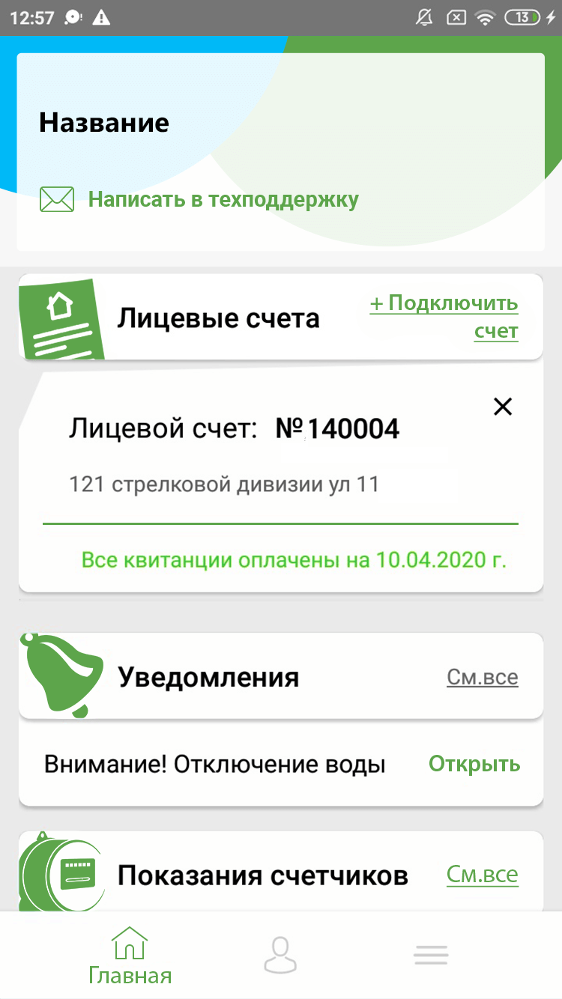 12:57
13
Название
Написать в техподдержку
Лицевые счета
+ Подключить
счет
Лицевой счет: №140004
121 стрелковой дивизии ул 11
Все квитанции оплачены на 10.04.2020 г.
Уведомления См.все
Внимание! Отключение воды Открыть
Показания счетчиков См.все
Главная